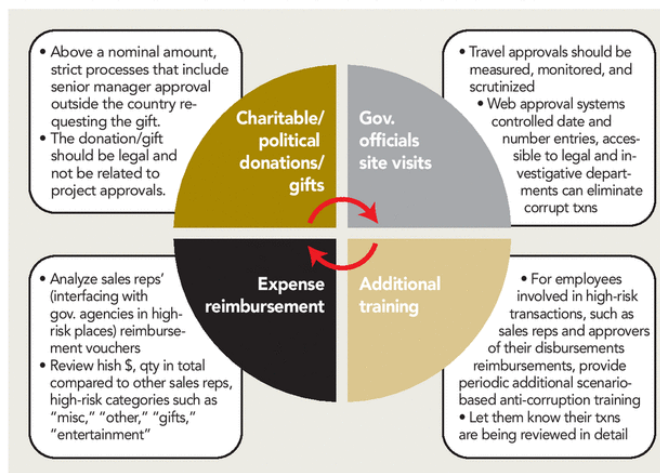 • Above a nominal amount,
strict processes that include
senior manager approval
outside the country re-
questing the gift.
• The donation/gift
should be legal and
not be related to
project approvals.
Charitable/
political
donations/
gifts
Gov.
officials
site visits
• Travel approvals should be
measured, monitored, and
scrutinized
• Web approval systems
controlled date and
number entries, acces-
sible to legal and in-
vestigative depart-
ments can eliminate
corrupt txns
• Analyze sales reps’
(interfacing with
gov. agencies in high-
risk places) reimburse-
ment vouchers
• Review hish $, qty in total
compared to other sales reps,
high-risk categories such as
“misc,” “other,” “gifts,”
“entertainment”
Expense
reimbursement
Additional
training
• For employees
involved in high-risk
transactions, such as
sales reps and approvers
of their disbursements
reimbursements, provide
periodic additional scenario-
based anti-corruption training
• Let them know their txns
are being reviewed in detail